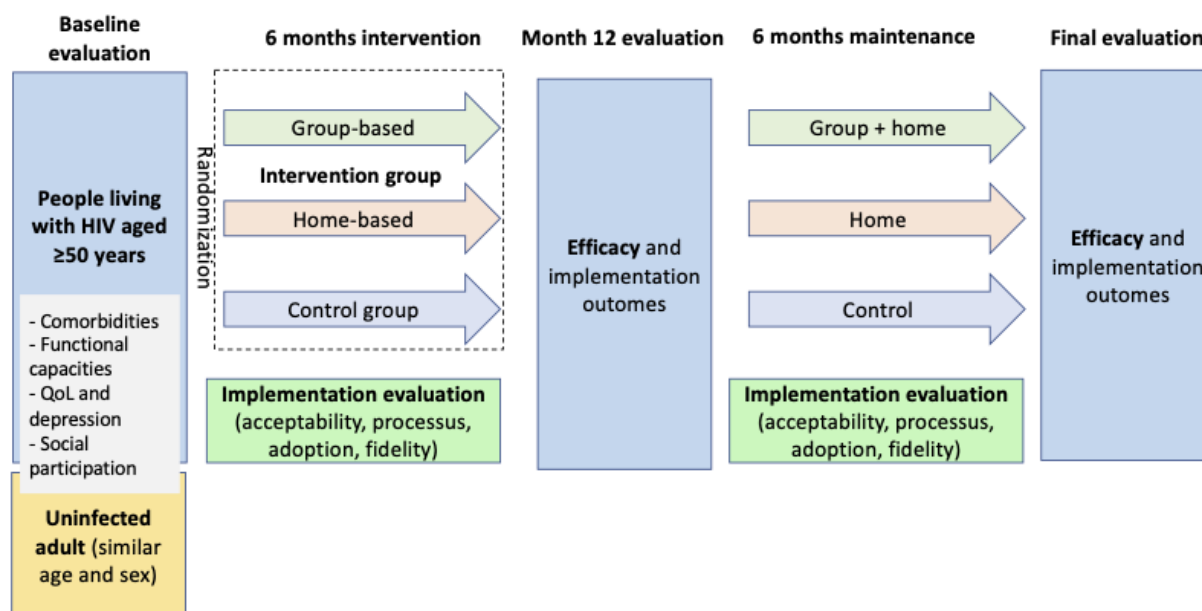 Baseline
evaluation
6 months intervention
Month 12 evaluation
6 months maintenance
Final evaluation
People living
with HIV aged
≥50 years
- Comorbidities
- Functional
capacities
- QoL and
depression
- Social
participation
Uninfected
adult (similar
age and sex)
Randomization
Group-based
Intervention group
Home-based
Control group
Implementation evaluation
(acceptability, processus,
adoption, fidelity)
Efficacy and
implementation
outcomes
Group + home
Home
Control
Implementation evaluation
(acceptability, processus,
adoption, fidelity)
Efficacy and
implementation
outcomes